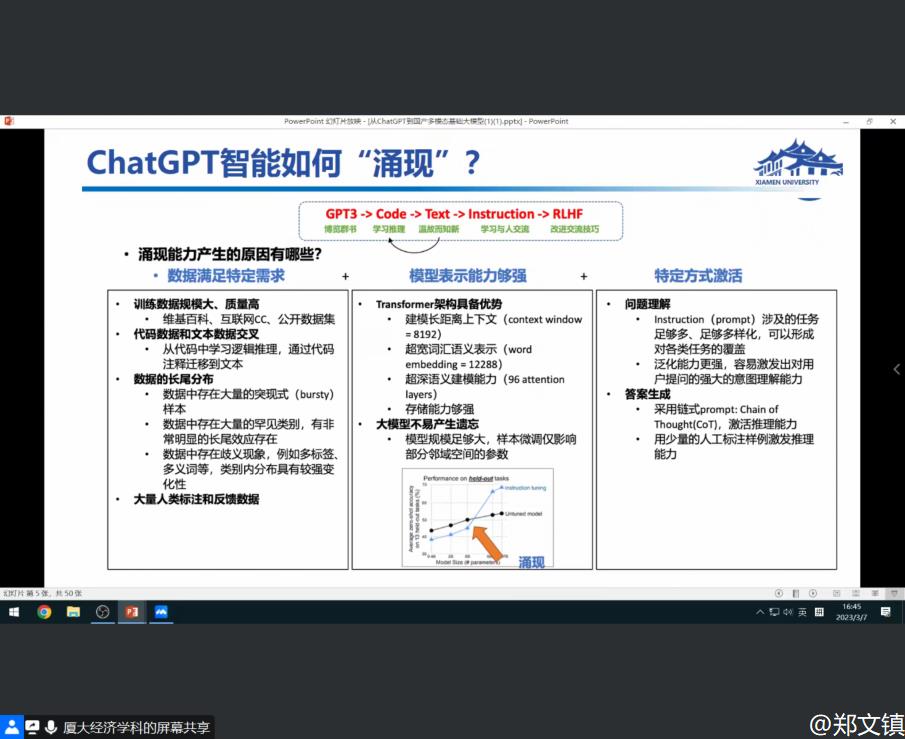 PowerPoint 幻灯片放映 - [从ChatGPT到国产多模态基础大模型(1)(1).pptx] - PowerPoint
ChatGPT智能如何“涌现”？
XIAMEN UNIVERSITY
GPT3 -> Code -> Text -> Instruction -> RLHF
博览群书 学习推理 温故而知新 学习与人交流 改进交流技巧
• 涌现能力产生的原因有哪些?
• 数据满足特定需求 + 模型表示能力够强 + 特定方式激活
• 训练数据规模大、质量高
• 维基百科、互联网CC、公开数据集
• 代码数据和文本数据交叉
• 从代码中学习逻辑推理，通过代码
注释迁移到文本
• 数据的长尾分布
• 数据中存在大量的突现式（bursty）
样本
• 数据中存在大量的罕见类别，有非
常明显的长尾效应存在
• 数据中存在歧义现象，例如多标签、
多义词等，类别内分布具有较强变
化性
• 大量人类标注和反馈数据
• Transformer架构具备优势
• 建模长距离上下文（context window
= 8192）
• 超宽词汇语义表示（word
embedding = 12288）
• 超深语义建模能力（96 attention
layers）
• 存储能力够强
• 大模型不易产生遗忘
• 模型规模足够大，样本微调仅影响
部分邻域空间的参数
Performance on held-out tasks
Instruction tuning
Untuned model
Average zero-shot accuracy
on 13 held-out tasks (%)
Model Size (# parameters)
涌现
• 问题理解
• Instruction（prompt）涉及的任务
足够多、足够多样化，可以形成
对各类任务的覆盖
• 泛化能力更强，容易激发出对用
户提问的强大的意图理解能力
• 答案生成
• 采用链式prompt: Chain of
Thought(CoT)，激活推理能力
• 用少量的人工标注样例激发推理
能力
幻灯片 第 5 张，共 50 张
英
16:45
2023/3/7
厦大经济学科的屏幕共享
@郑文镇